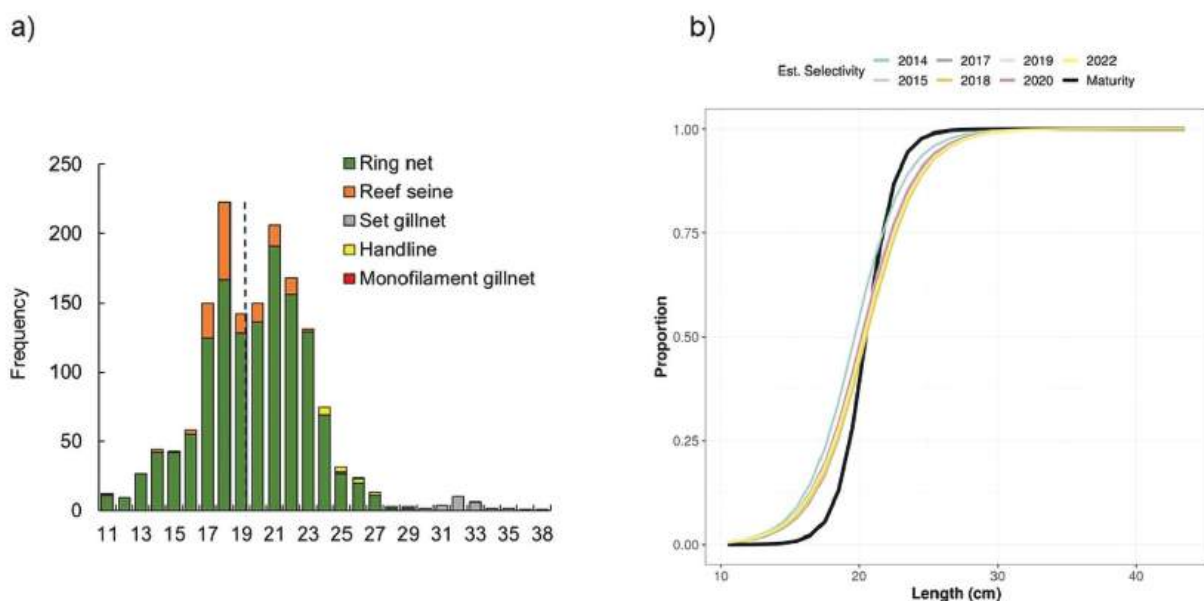 a)
250
200
150
100
50
0
Frequency
Ring net
Reef seine
Set gillnet
Handline
Monofilament gillnet
11 13 15 17 19 21 23 25 27 29 31 33 35 38
b)
Est. Selectivity
2014 2017 2019 2022
2015 2018 2020 Maturity
1.00
0.75
0.50
0.25
0.00
Proportion
10 20 30 40
Length (cm)